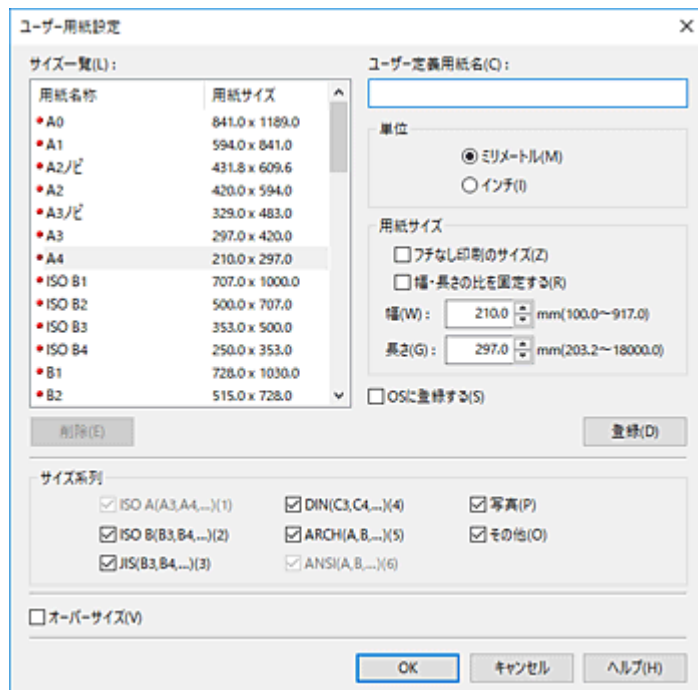 ユーザー用紙設定
サイズ一覧(L)：
用紙名称 用紙サイズ
A0 841.0 x 1189.0
A1 594.0 x 841.0
A2ノビ 431.8 x 609.6
A2 420.0 x 594.0
A3ノビ 329.0 x 483.0
A3 297.0 x 420.0
A4 210.0 x 297.0
ISO B1 707.0 x 1000.0
ISO B2 500.0 x 707.0
ISO B3 353.0 x 500.0
ISO B4 250.0 x 353.0
B1 728.0 x 1030.0
B2 515.0 x 728.0
削除(E)
ユーザー定義用紙名(C)：
単位
ミリメートル(M)
インチ(I)
用紙サイズ
フチなし印刷のサイズ(Z)
幅・長さの比を固定する(R)
幅(W)： 210.0 mm(100.0～917.0)
長さ(G)： 297.0 mm(203.2～18000.0)
OSに登録する(S)
登録(D)
サイズ系列
ISO A(A3,A4,...)(1) DIN(C3,C4,...)(4) 写真(P)
ISO B(B3,B4,...)(2) ARCH(A,B,...)(5) その他(O)
JIS(B3,B4,...)(3) ANSI(A,B,...)(6)
オーバーサイズ(V)
OK キャンセル ヘルプ(H)